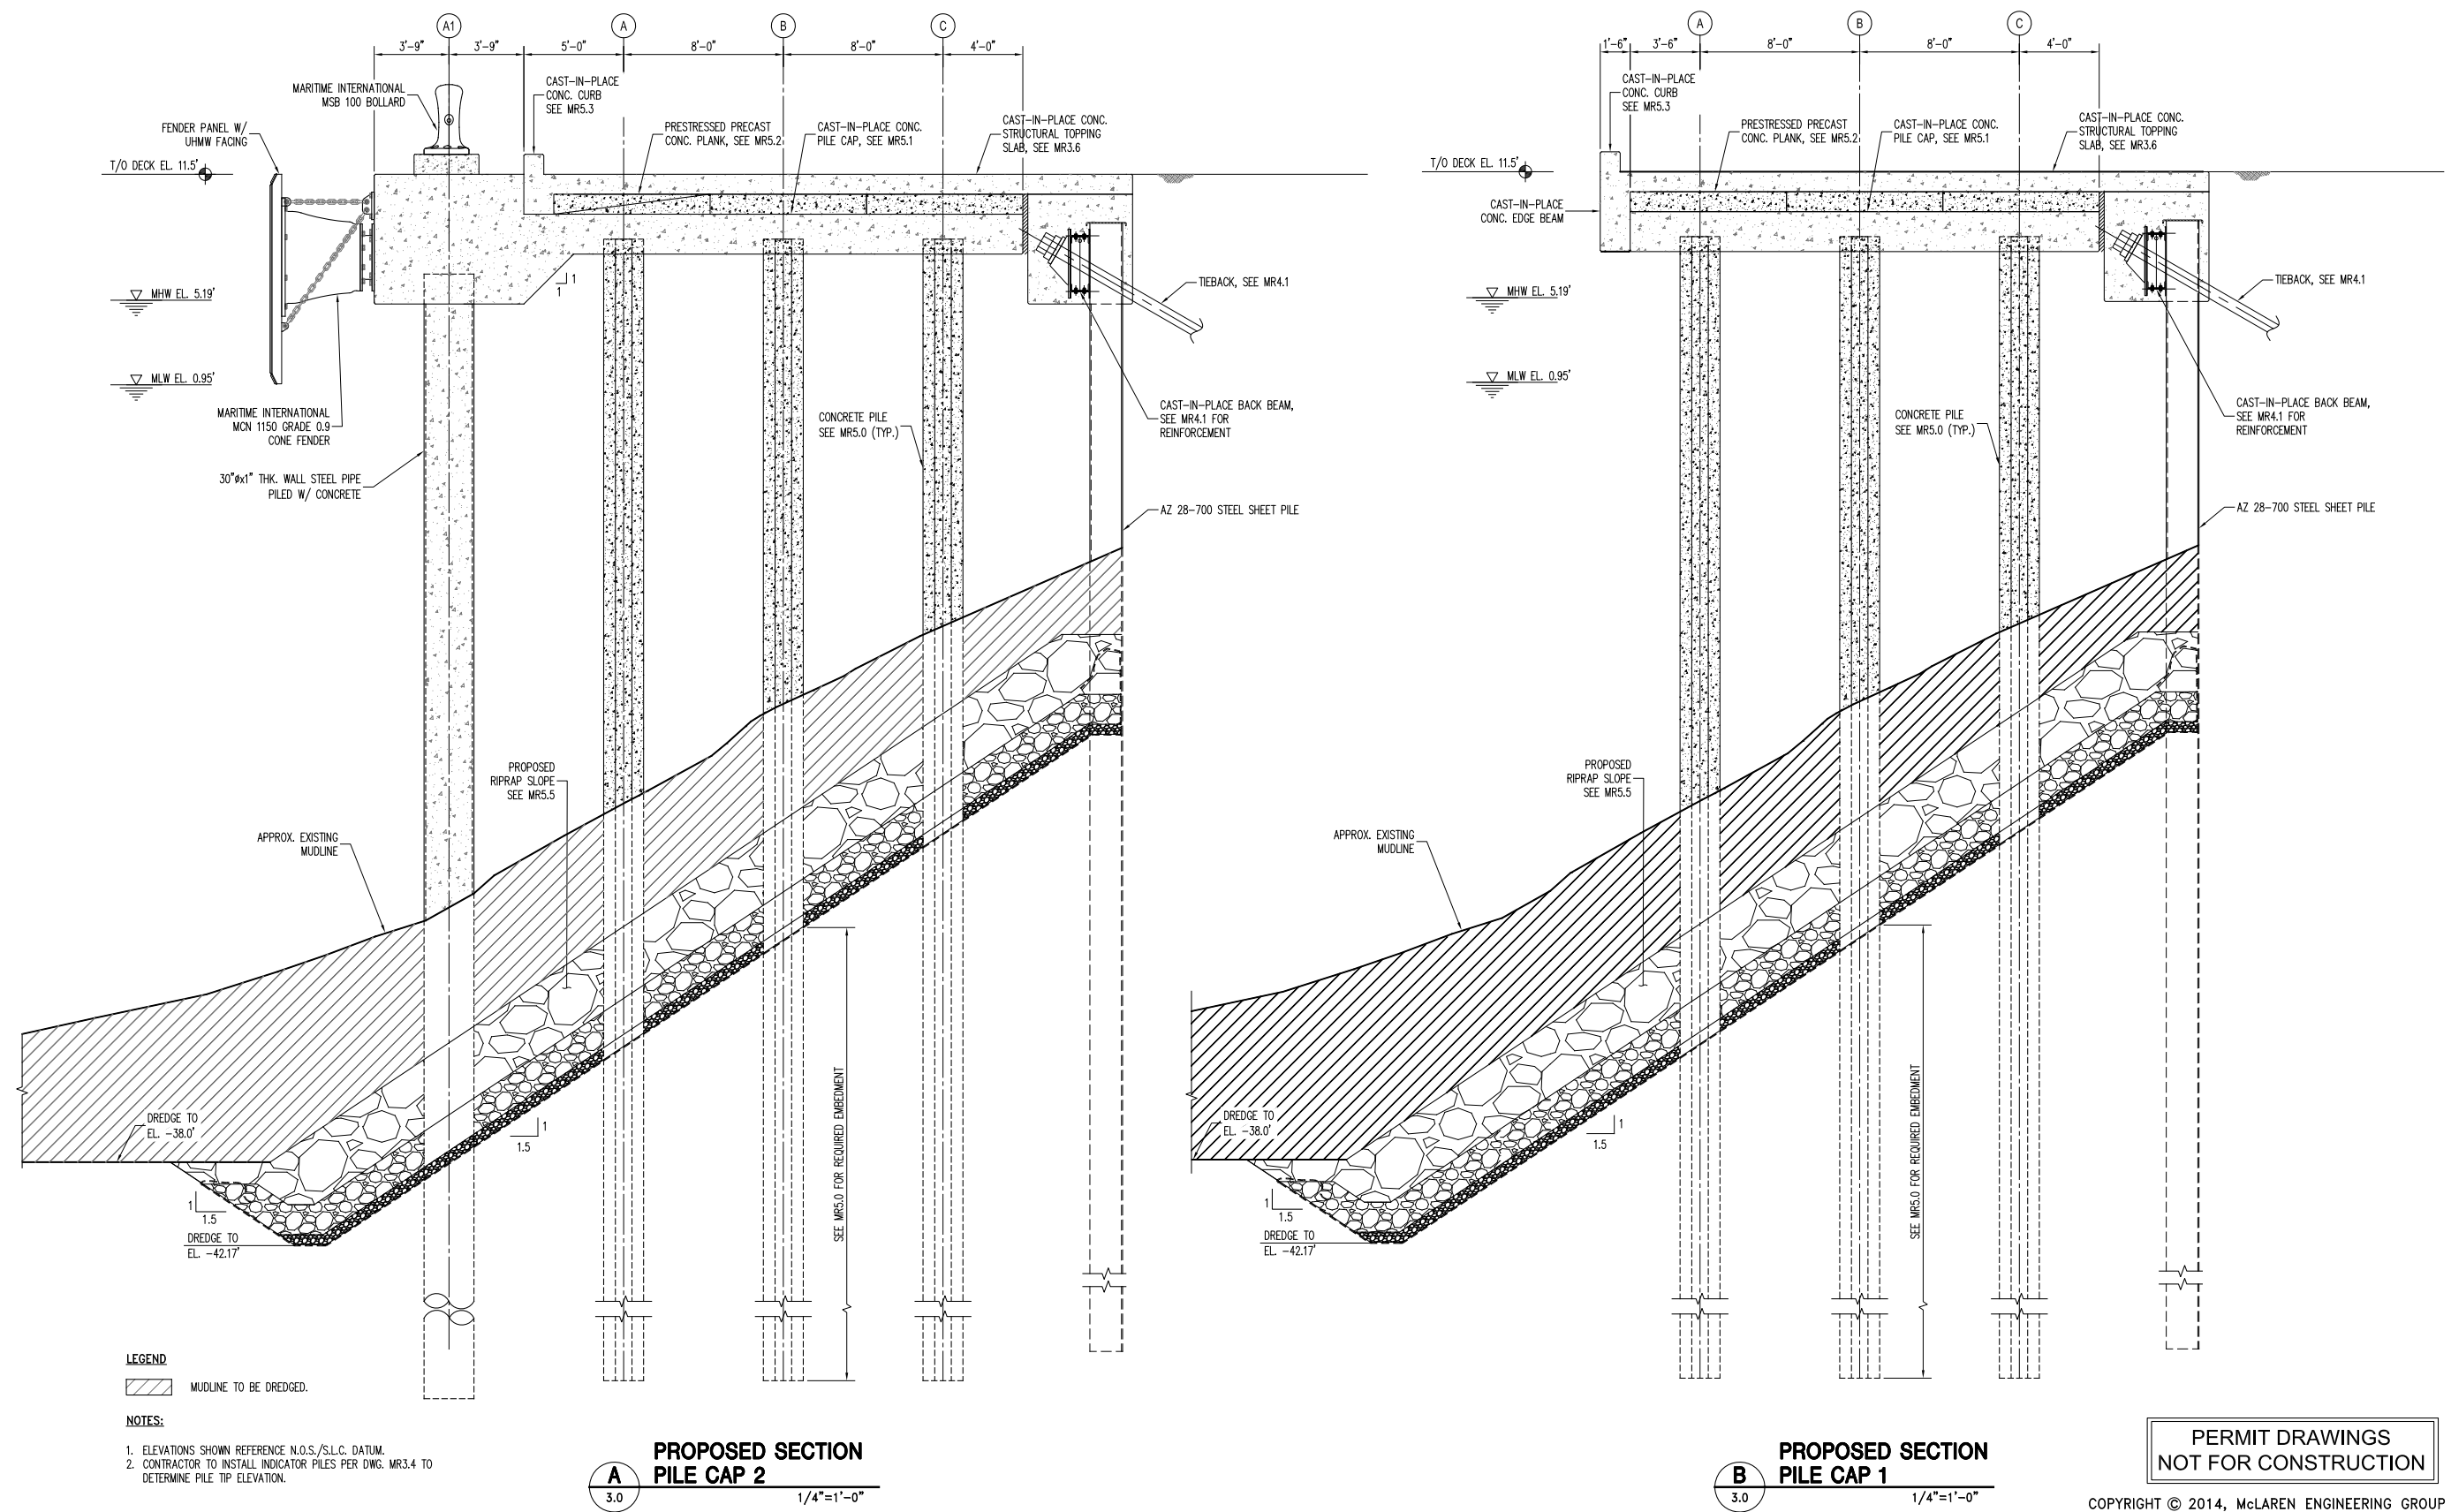 A1
A
B
C
3'-9"
3'-9"
5'-0"
8'-0"
8'-0"
4'-0"
MARITIME INTERNATIONAL
MSB 100 BOLLARD
CAST-IN-PLACE
CONC. CURB
SEE MR5.3
FENDER PANEL W/
UHMW FACING
PRESTRESSED PRECAST
CONC. PLANK, SEE MR5.2
CAST-IN-PLACE CONC.
PILE CAP, SEE MR5.1
CAST-IN-PLACE CONC.
STRUCTURAL TOPPING
SLAB, SEE MR3.6
T/O DECK EL. 11.5'
1
1
TIEBACK, SEE MR4.1
MHW EL. 5.19'
MLW EL. 0.95'
MARITIME INTERNATIONAL
MCN 1150 GRADE 0.9
CONE FENDER
CONCRETE PILE
SEE MR5.0 (TYP.)
CAST-IN-PLACE BACK BEAM,
SEE MR4.1 FOR
REINFORCEMENT
30"øx1" THK. WALL STEEL PIPE
PILED W/ CONCRETE
AZ 28-700 STEEL SHEET PILE
PROPOSED
RIPRAP SLOPE
SEE MR5.5
APPROX. EXISTING
MUDLINE
DREDGE TO
EL. -38.0'
1
1.5
1
1.5
DREDGE TO
EL. -42.17'
SEE MR5.0 FOR REQUIRED EMBEDMENT
LEGEND
MUDLINE TO BE DREDGED.
NOTES:
1. ELEVATIONS SHOWN REFERENCE N.O.S./S.L.C. DATUM.
2. CONTRACTOR TO INSTALL INDICATOR PILES PER DWG. MR3.4 TO
DETERMINE PILE TIP ELEVATION.
A
3.0
PROPOSED SECTION
PILE CAP 2
1/4"=1'-0"
A
B
C
1'-6"
3'-6"
8'-0"
8'-0"
4'-0"
CAST-IN-PLACE
CONC. CURB
SEE MR5.3
PRESTRESSED PRECAST
CONC. PLANK, SEE MR5.2
CAST-IN-PLACE CONC.
PILE CAP, SEE MR5.1
CAST-IN-PLACE CONC.
STRUCTURAL TOPPING
SLAB, SEE MR3.6
T/O DECK EL. 11.5'
CAST-IN-PLACE
CONC. EDGE BEAM
TIEBACK, SEE MR4.1
MHW EL. 5.19'
MLW EL. 0.95'
CONCRETE PILE
SEE MR5.0 (TYP.)
CAST-IN-PLACE BACK BEAM,
SEE MR4.1 FOR
REINFORCEMENT
AZ 28-700 STEEL SHEET PILE
PROPOSED
RIPRAP SLOPE
SEE MR5.5
APPROX. EXISTING
MUDLINE
DREDGE TO
EL. -38.0'
1
1.5
1
1.5
DREDGE TO
EL. -42.17'
SEE MR5.0 FOR REQUIRED EMBEDMENT
B
3.0
PROPOSED SECTION
PILE CAP 1
1/4"=1'-0"
PERMIT DRAWINGS
NOT FOR CONSTRUCTION
COPYRIGHT © 2014, McLAREN ENGINEERING GROUP